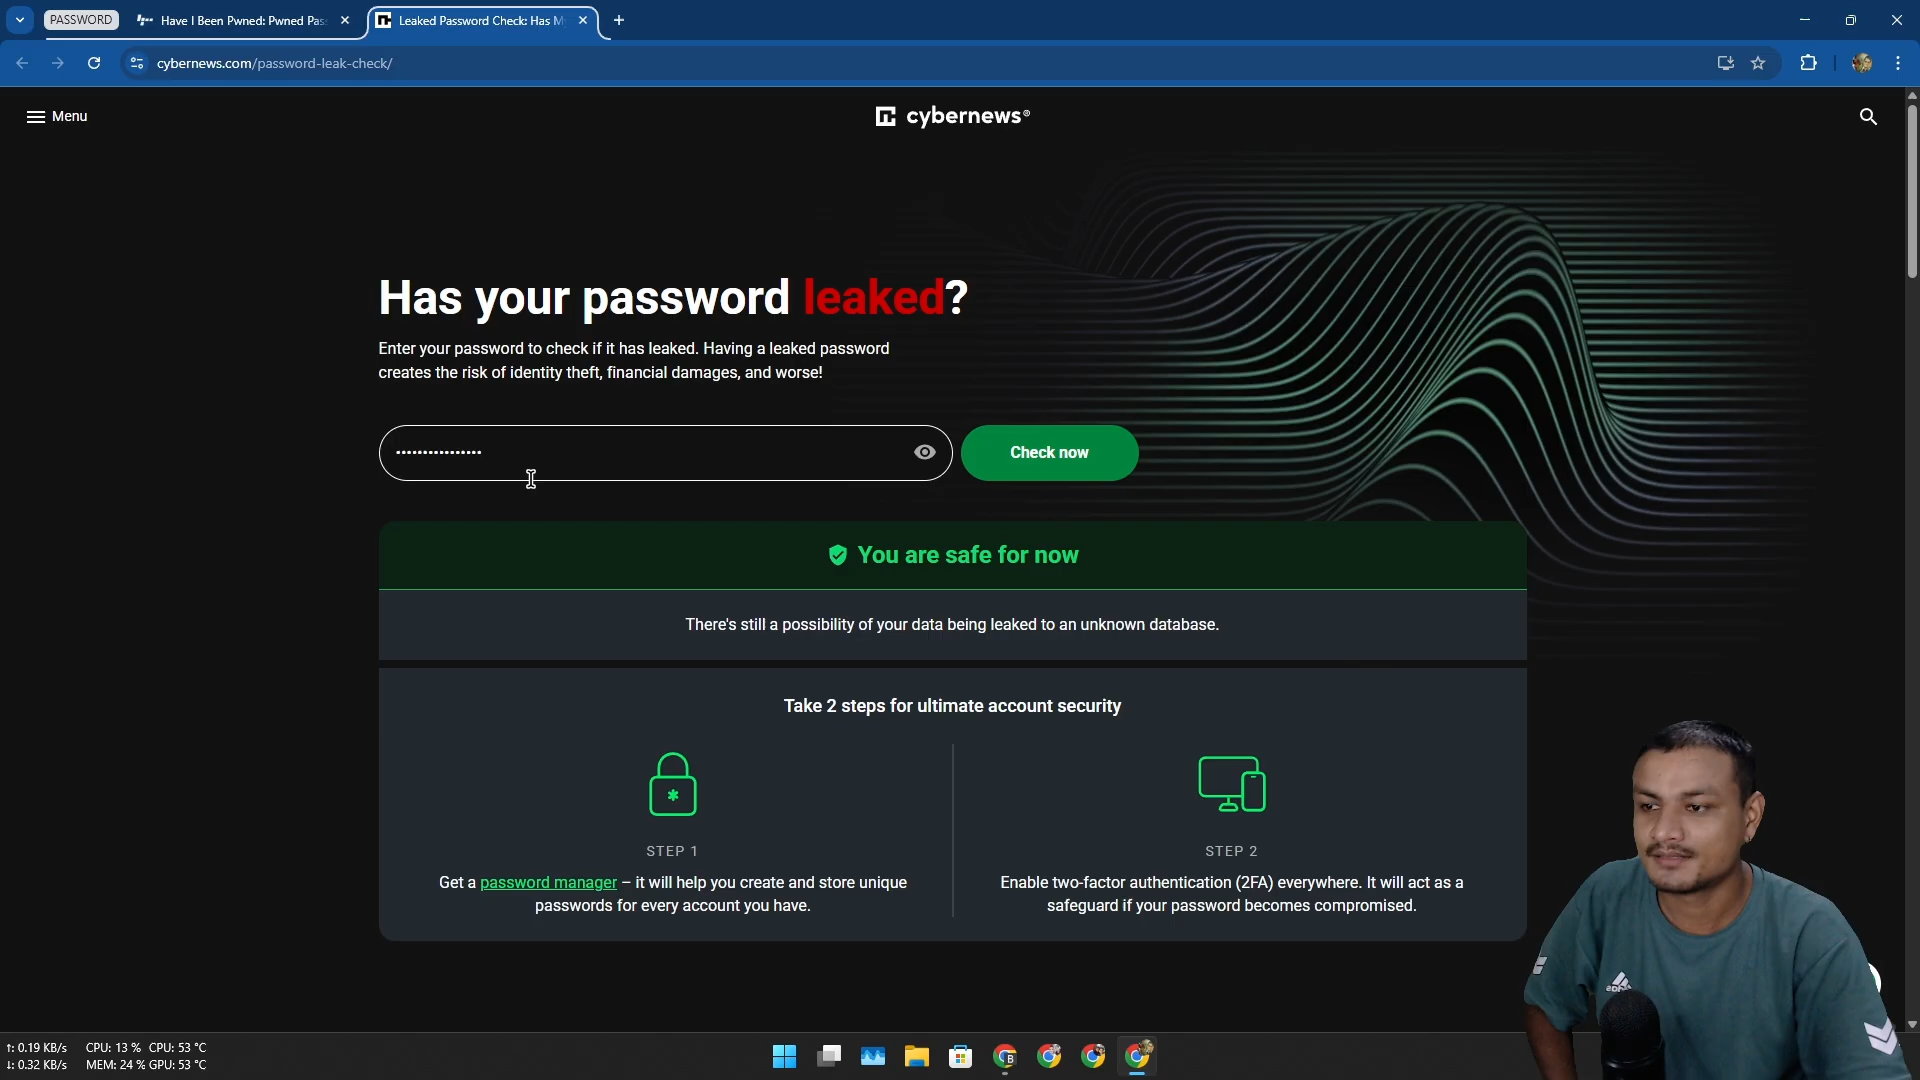 PASSWORD
Have I Been Pwned: Pwned Pas
Leaked Password Check: Has M
cybernews.com/password-leak-check/
Menu
cybernews®
Has your password leaked?
Enter your password to check if it has leaked. Having a leaked password
creates the risk of identity theft, financial damages, and worse!
••••••••••••••••
Check now
You are safe for now
There's still a possibility of your data being leaked to an unknown database.
Take 2 steps for ultimate account security
STEP 1
Get a password manager – it will help you create and store unique
passwords for every account you have.
STEP 2
Enable two-factor authentication (2FA) everywhere. It will act as a
safeguard if your password becomes compromised.
↑: 0.19 KB/s CPU: 13 % CPU: 53 °C
↓: 0.32 KB/s MEM: 24 % GPU: 53 °C